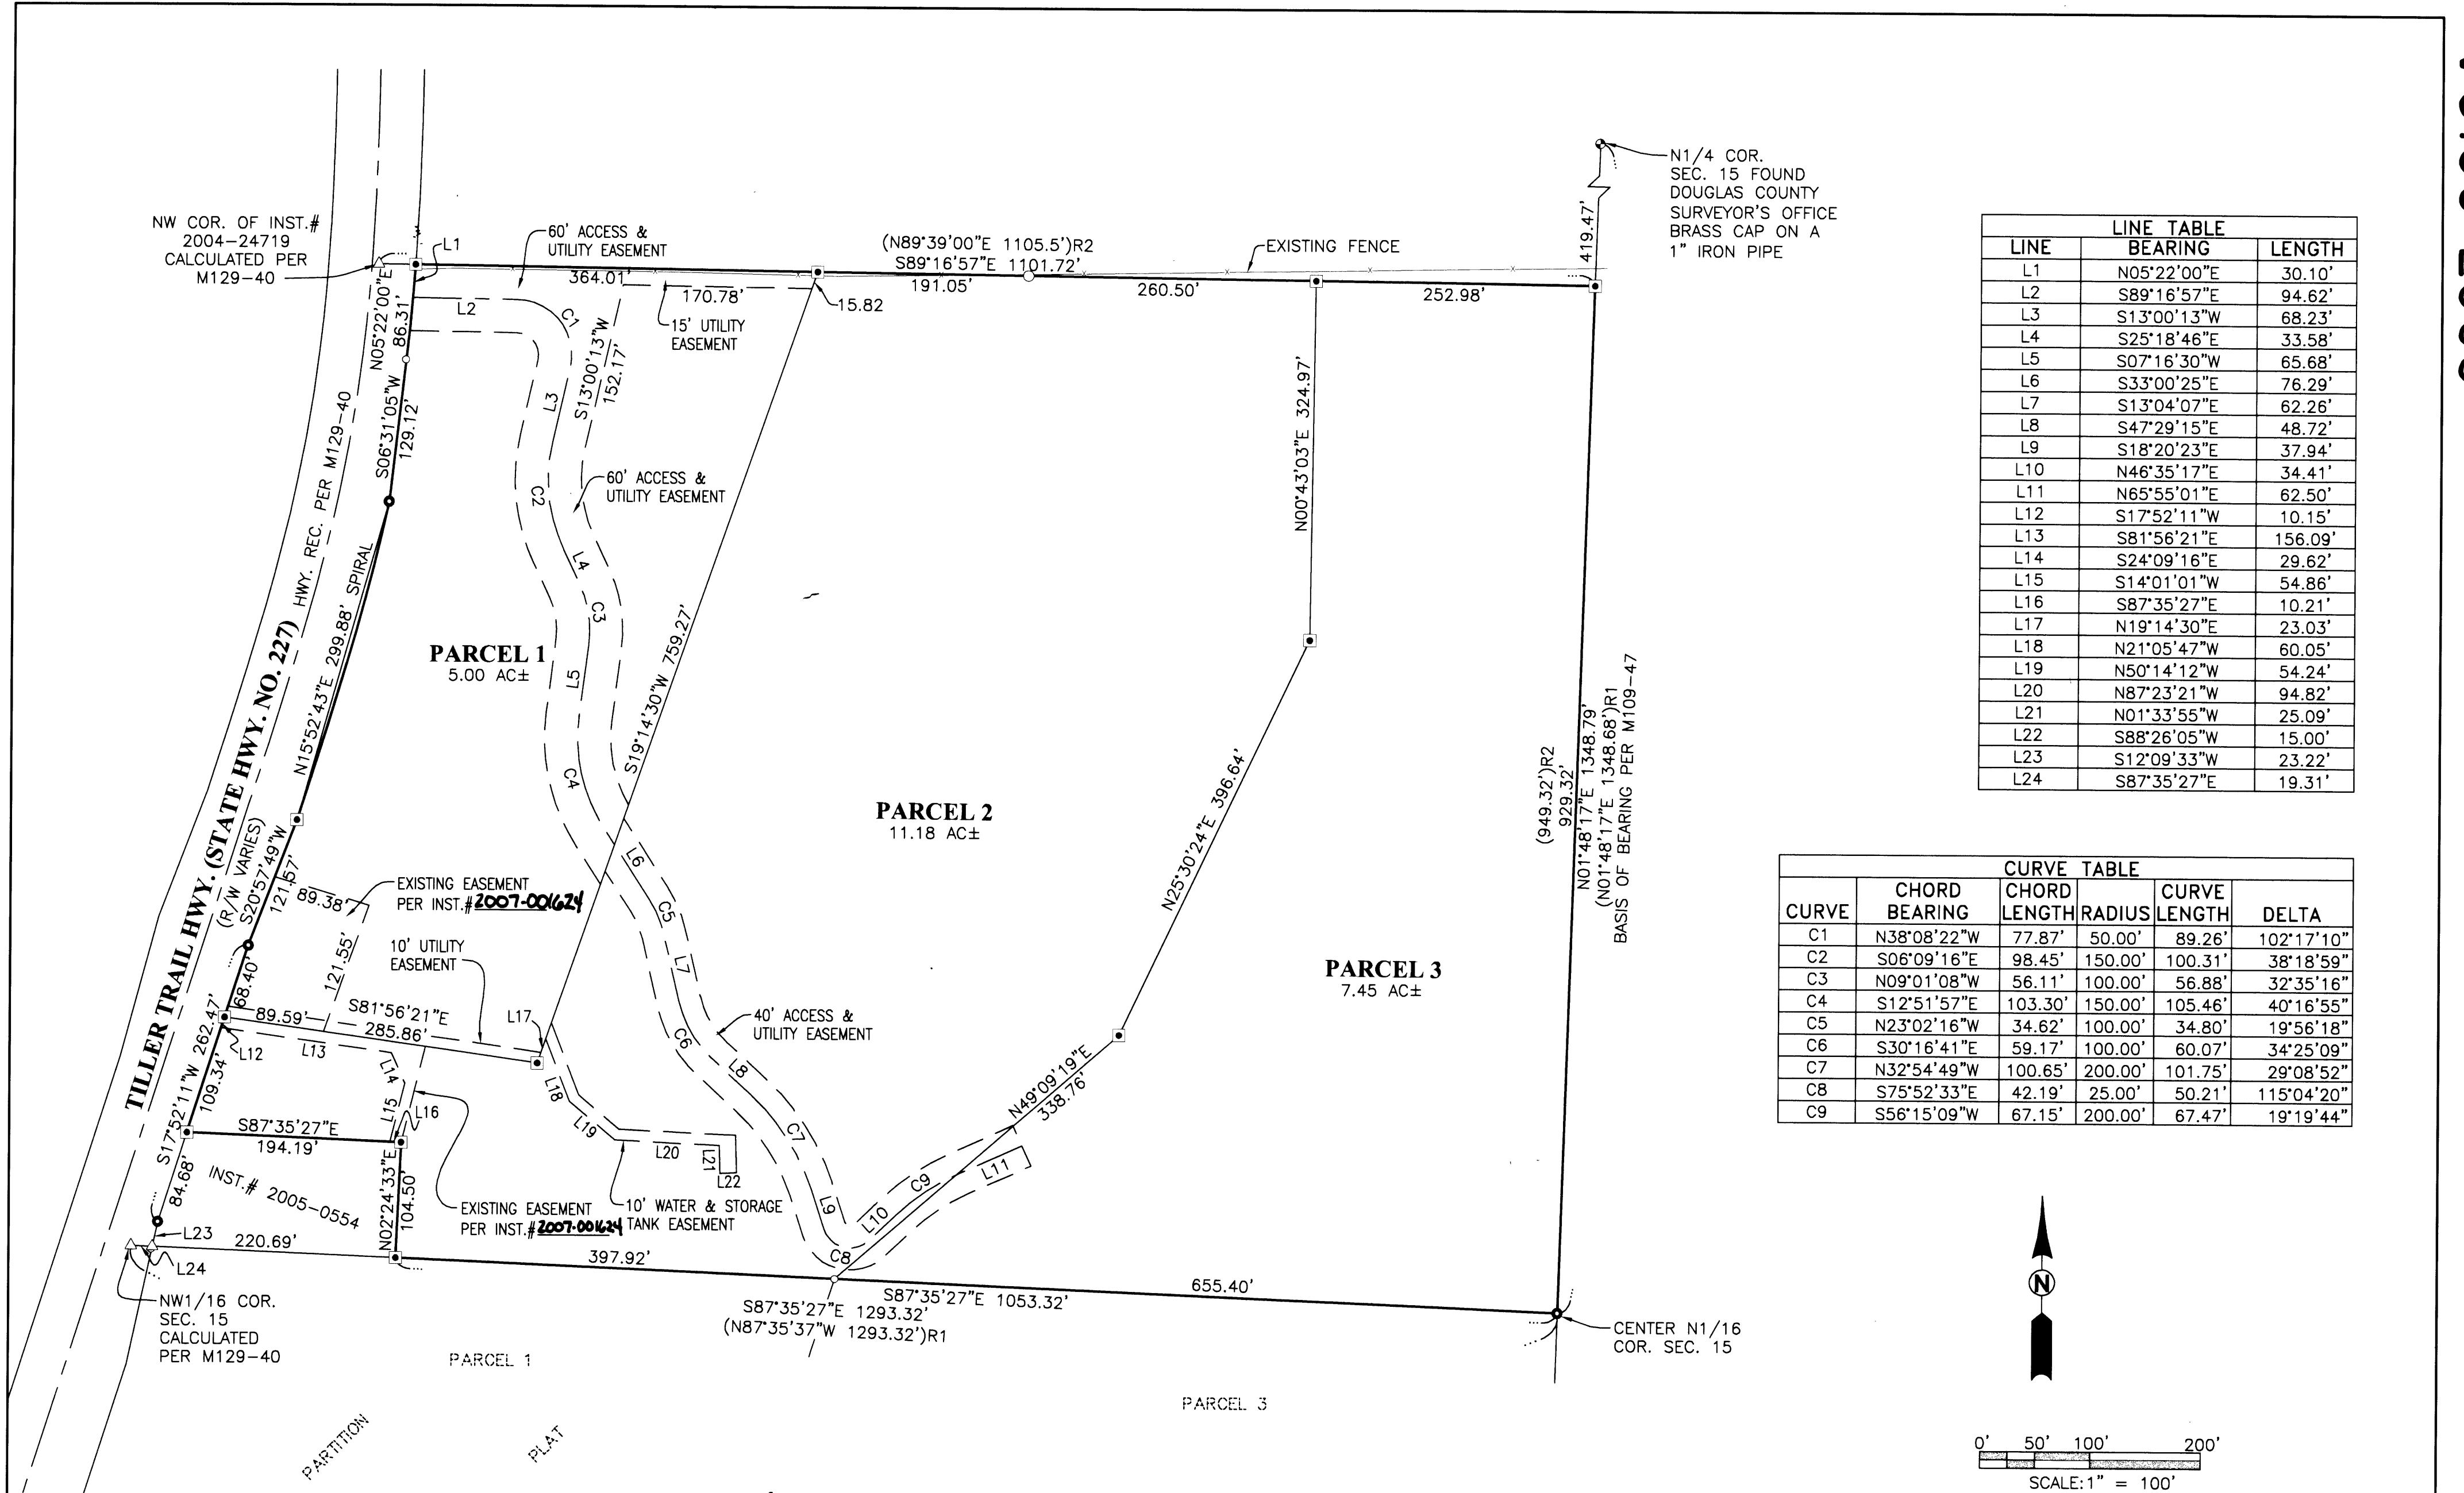 NW COR. OF INST.#
2004-24719
CALCULATED PER
M129-40
L1
60' ACCESS &
UTILITY EASEMENT
(N89°39'00"E 1105.5')R2
S89°16'57"E 1101.72'
EXISTING FENCE
419.47'
N1/4 COR.
SEC. 15 FOUND
DOUGLAS COUNTY
SURVEYOR'S OFFICE
BRASS CAP ON A
1" IRON PIPE
364.01'
170.78'
15.82
191.05'
260.50'
252.98'
15' UTILITY
EASEMENT
N05°22'00"E
86.31'
L2
C1
S13°00'13"W
152.17'
S06°31'05"W
129.12'
L3
C2
60' ACCESS &
UTILITY EASEMENT
L4
C3
N00°43'03"E 324.97'
TILLER TRAIL HWY. (STATE HWY. NO. 227) HWY. REC. PER M129-40
(R/W VARIES)
N15°52'43"E 299.88' SPIRAL
PARCEL 1
5.00 AC±
L5
S19°14'30"W 759.27'
C4
PARCEL 2
11.18 AC±
N25°30'24"E 396.64'
(949.32')R2
929.32'
N01°48'17"E 1348.79'
(N01°48'17"E 1348.68')R1
BASIS OF BEARING PER M109-47
S20°57'49"W
121.57'
89.38'
EXISTING EASEMENT
PER INST.#2007-001624
L6
C5
L7
121.55'
10' UTILITY
EASEMENT
68.40'
S17°52'11"W 262.47'
89.59'
S81°56'21"E
285.86'
L17
L12
L13
L14
L15
L16
109.34'
C6
40' ACCESS &
UTILITY EASEMENT
L8
PARCEL 3
7.45 AC±
L18
L19
L20
L21
L22
C7
N49°09'19"E
338.76'
S87°35'27"E
194.19'
84.68'
INST.# 2005-0554
N02°24'33"E
104.50'
EXISTING EASEMENT
PER INST.#2007-001624
10' WATER & STORAGE
TANK EASEMENT
L9
L10
C9
L11
C8
L23
L24
220.69'
397.92'
655.40'
S87°35'27"E 1293.32'
(N87°35'37"W 1293.32')R1
S87°35'27"E 1053.32'
NW1/16 COR.
SEC. 15
CALCULATED
PER M129-40
CENTER N1/16
COR. SEC. 15
PARCEL 1
PARCEL 3
PARTITION
PLAT
LINE TABLE
LINE BEARING LENGTH
L1 N05°22'00"E 30.10'
L2 S89°16'57"E 94.62'
L3 S13°00'13"W 68.23'
L4 S25°18'46"E 33.58'
L5 S07°16'30"W 65.68'
L6 S33°00'25"E 76.29'
L7 S13°04'07"E 62.26'
L8 S47°29'15"E 48.72'
L9 S18°20'23"E 37.94'
L10 N46°35'17"E 34.41'
L11 N65°55'01"E 62.50'
L12 S17°52'11"W 10.15'
L13 S81°56'21"E 156.09'
L14 S24°09'16"E 29.62'
L15 S14°01'01"W 54.86'
L16 S87°35'27"E 10.21'
L17 N19°14'30"E 23.03'
L18 N21°05'47"W 60.05'
L19 N50°14'12"W 54.24'
L20 N87°23'21"W 94.82'
L21 N01°33'55"W 25.09'
L22 S88°26'05"W 15.00'
L23 S12°09'33"W 23.22'
L24 S87°35'27"E 19.31'
CURVE TABLE
CURVE CHORD BEARING CHORD LENGTH RADIUS CURVE LENGTH DELTA
C1 N38°08'22"W 77.87' 50.00' 89.26' 102°17'10"
C2 S06°09'16"E 98.45' 150.00' 100.31' 38°18'59"
C3 N09°01'08"W 56.11' 100.00' 56.88' 32°35'16"
C4 S12°51'57"E 103.30' 150.00' 105.46' 40°16'55"
C5 N23°02'16"W 34.62' 100.00' 34.80' 19°56'18"
C6 S30°16'41"E 59.17' 100.00' 60.07' 34°25'09"
C7 N32°54'49"W 100.65' 200.00' 101.75' 29°08'52"
C8 S75°52'33"E 42.19' 25.00' 50.21' 115°04'20"
C9 S56°15'09"W 67.15' 200.00' 67.47' 19°19'44"
N
0' 50' 100' 200'
SCALE: 1" = 100'